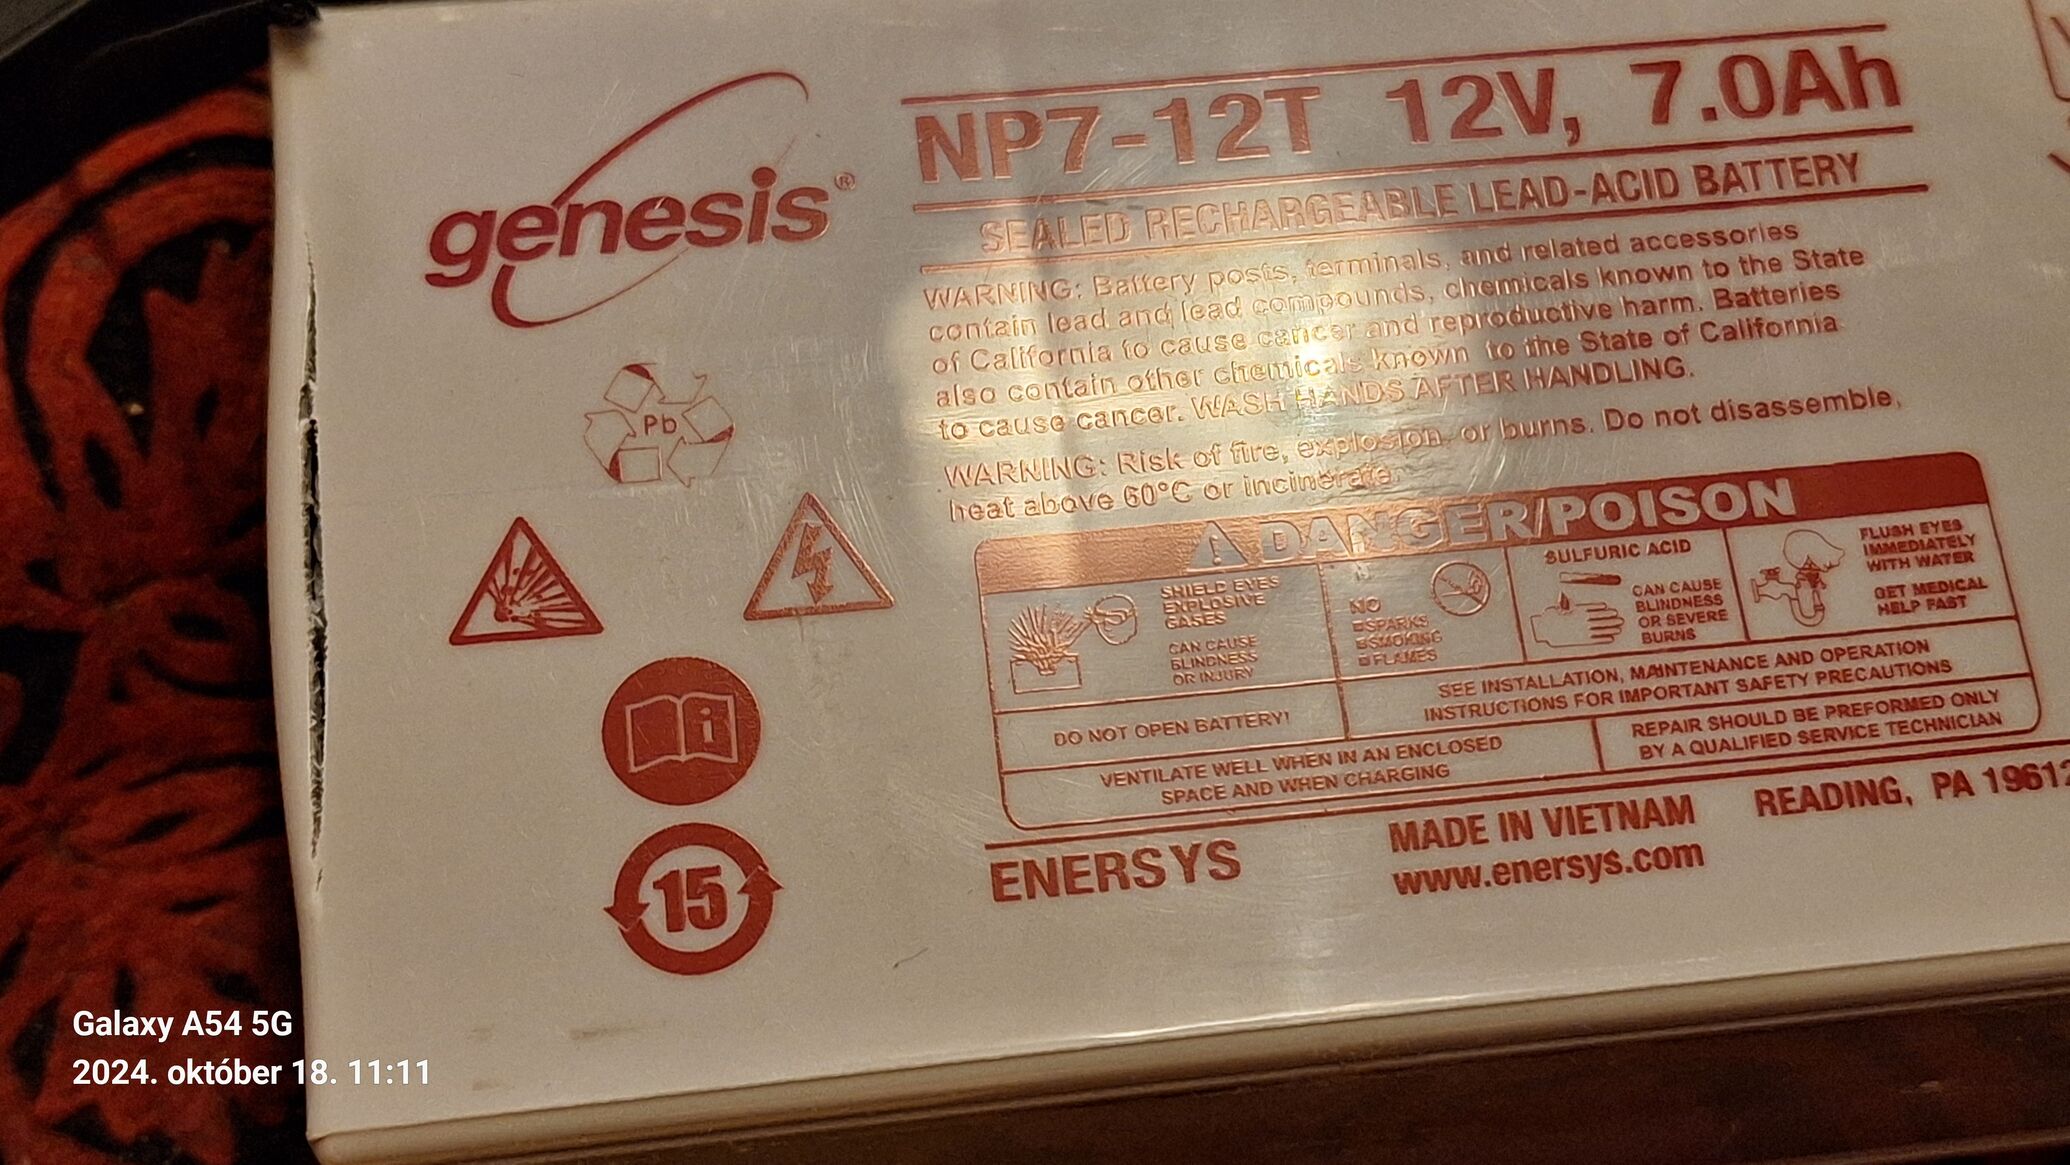 genesis®
NP7-12T 12V, 7.0Ah
SEALED RECHARGEABLE LEAD-ACID BATTERY
WARNING: Battery posts, terminals, and related accessories
contain lead and lead compounds, chemicals known to the State
of California to cause cancer and reproductive harm. Batteries
also contain other chemicals known to the State of California
to cause cancer. WASH HANDS AFTER HANDLING.
WARNING: Risk of fire, explosion, or burns. Do not disassemble,
heat above 60°C or incinerate.
Pb
DANGER/POISON
SHIELD EYES
EXPLOSIVE
GASES
CAN CAUSE
BLINDNESS
OR INJURY
NO
SPARKS
SMOKING
FLAMES
SULFURIC ACID
CAN CAUSE
BLINDNESS
OR SEVERE
BURNS
FLUSH EYES
IMMEDIATELY
WITH WATER
GET MEDICAL
HELP FAST
DO NOT OPEN BATTERY!
SEE INSTALLATION, MAINTENANCE AND OPERATION
INSTRUCTIONS FOR IMPORTANT SAFETY PRECAUTIONS
VENTILATE WELL WHEN IN AN ENCLOSED
SPACE AND WHEN CHARGING
REPAIR SHOULD BE PREFORMED ONLY
BY A QUALIFIED SERVICE TECHNICIAN
i
15
ENERSYS
MADE IN VIETNAM
www.enersys.com
READING, PA 19612
Galaxy A54 5G
2024. október 18. 11:11